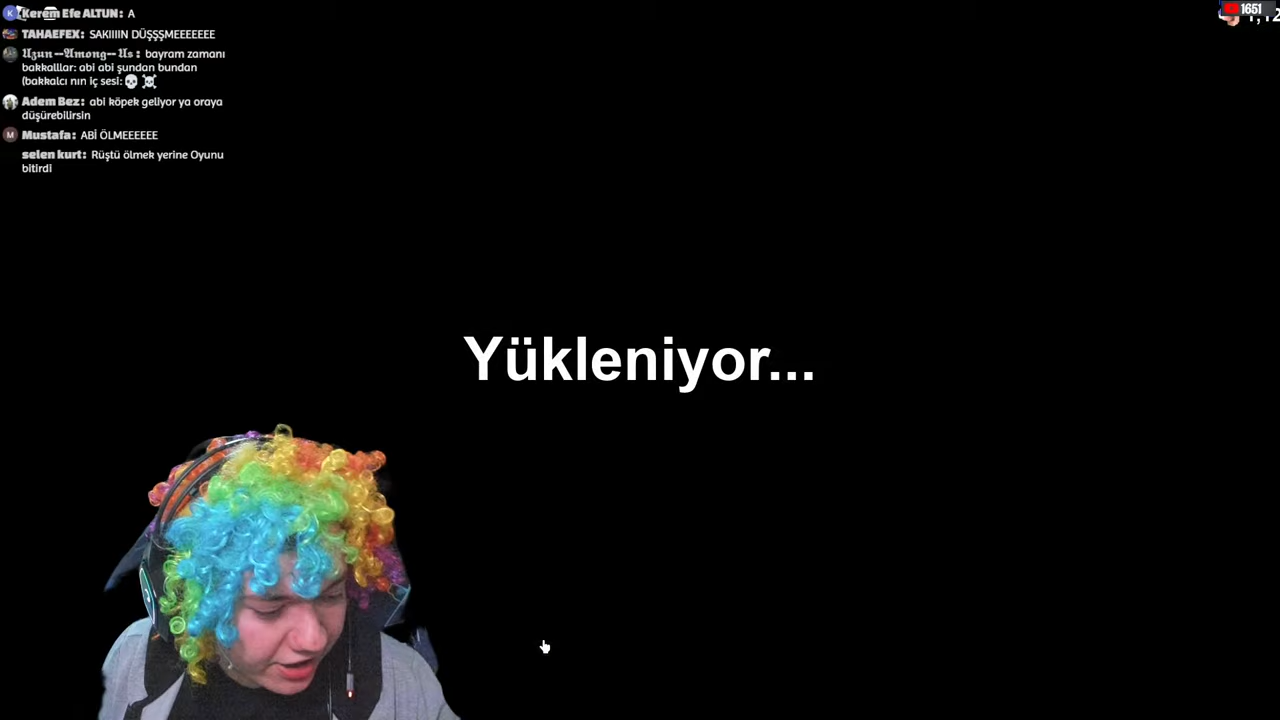 Kerem Efe ALTUN: A
TAHAEFEX: SAKIIIIN DÜŞŞŞMEEEEEEE
𝖀𝖟𝖚𝖓--𝕬𝖒𝖔𝖓𝖌--𝖀𝖘: bayram zamanı
bakkalllar: abi abi şundan bundan
(bakkalcı nın iç sesi:💀☠️
Adem Bez: abi köpek geliyor ya oraya
düşürebilirsin
M
Mustafa: ABİ ÖLMEEEEEE
selen kurt: Rüştü ölmek yerine Oyunu
bitirdi
1651
Yükleniyor...